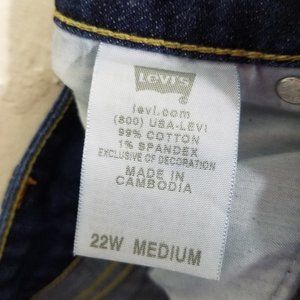 LEVI'S
levi.com
(800) USA-LEVI
99% COTTON
1% SPANDEX
EXCLUSIVE OF DECORATION
MADE IN
CAMBODIA
22W MEDIUM